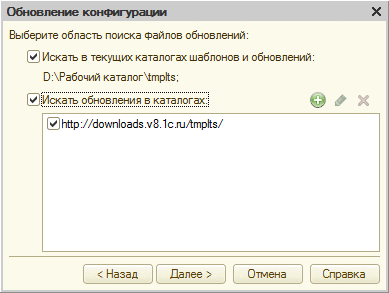 Обновление конфигурации
Выберите область поиска файлов обновлений:
Искать в текущих каталогах шаблонов и обновлений:
D:\Рабочий каталог\tmplts;
Искать обновления в каталогах:
http://downloads.v8.1c.ru/tmplts/
< Назад Далее > Отмена Справка